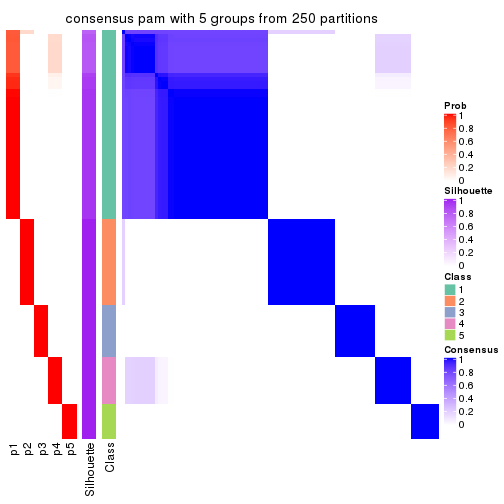 consensus pam with 5 groups from 250 partitions
Prob
1
0.8
0.6
0.4
0.2
0
Silhouette
1
0.8
0.6
0.4
0.2
0
Class
1
2
3
4
5
Consensus
1
0.8
0.6
0.4
0.2
0
p1
p2
p3
p4
p5
Silhouette
Class